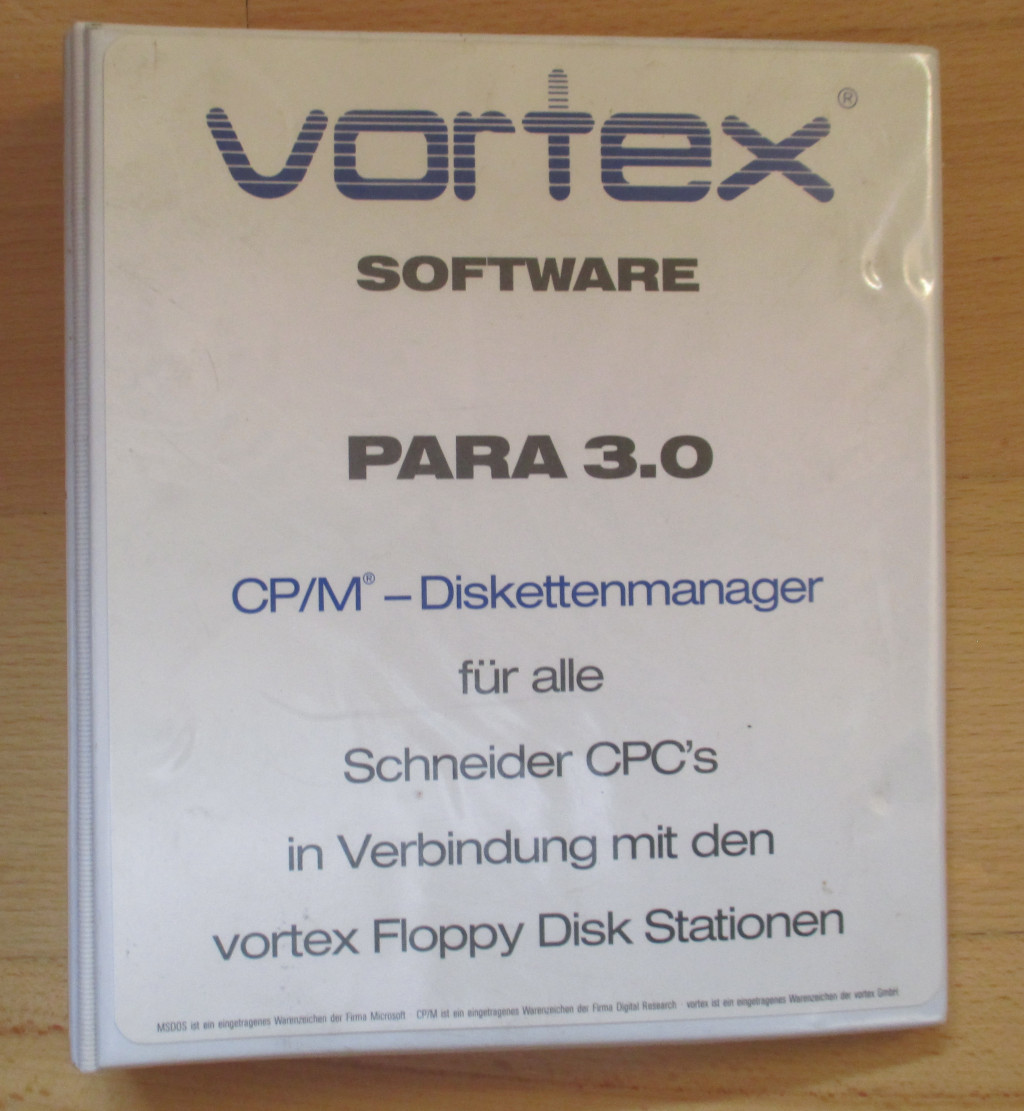 vortex®
SOFTWARE
PARA 3.0
CP/M® – Diskettenmanager
für alle
Schneider CPC's
in Verbindung mit den
vortex Floppy Disk Stationen
MSDOS ist ein eingetragenes Warenzeichen der Firma Microsoft · CP/M ist ein eingetragenes Warenzeichen der Firma Digital Research · vortex ist ein eingetragenes Warenzeichen der vortex GmbH